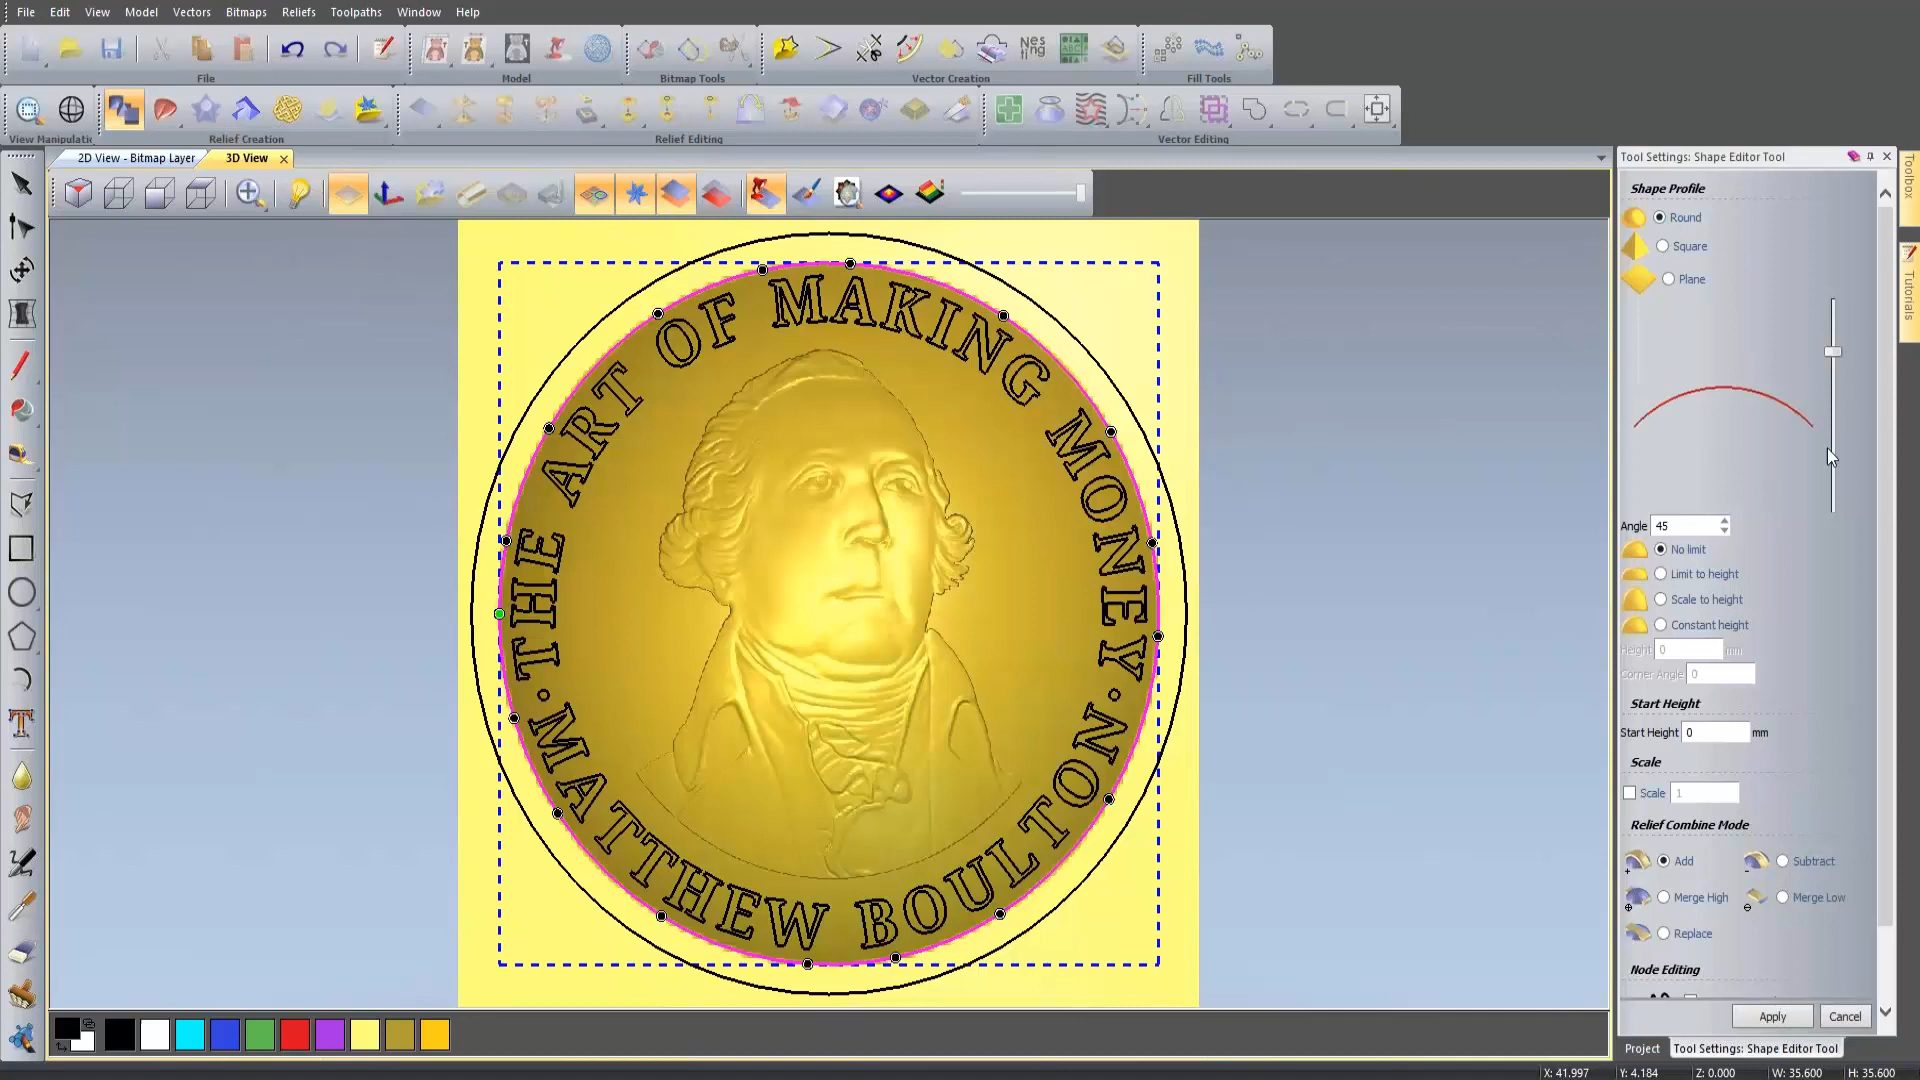 File Edit View Model Vectors Bitmaps Reliefs Toolpaths Window Help
Nes
ting
ABC
File Model Bitmap Tools Vector Creation Fill Tools
View Manipulati Relief Creation Relief Editing Vector Editing
2D View - Bitmap Layer 3D View
THE ART OF MAKING MONEY
· MATTHEW BOULTON ·
Tool Settings: Shape Editor Tool
Toolbox
Tutorials
Shape Profile
Round
Square
Plane
Angle 45
No limit
Limit to height
Scale to height
Constant height
Height 0 mm
Corner Angle 0
Start Height
Start Height 0 mm
Scale
Scale 1
Relief Combine Mode
Add Subtract
Merge High Merge Low
Replace
Node Editing
Apply Cancel
Project Tool Settings: Shape Editor Tool
X: 41.997 Y: 4.184 Z: 0.000 W: 35.600 H: 35.600